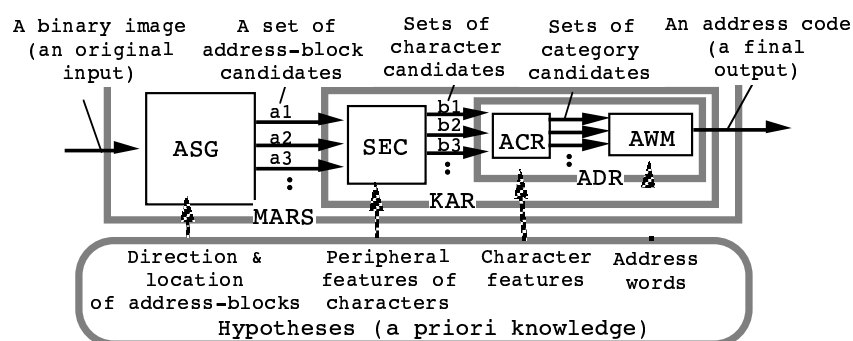 A binary image
(an original
input)
A set of
address-block
candidates
Sets of
character
candidates
Sets of
category
candidates
An address code
(a final
output)
ASG
a1
a2
a3
SEC
b1
b2
b3
ACR
AWM
ADR
KAR
MARS
Direction &
location
of address-blocks
Peripheral
features of
characters
Character
features
Address
words
Hypotheses (a priori knowledge)